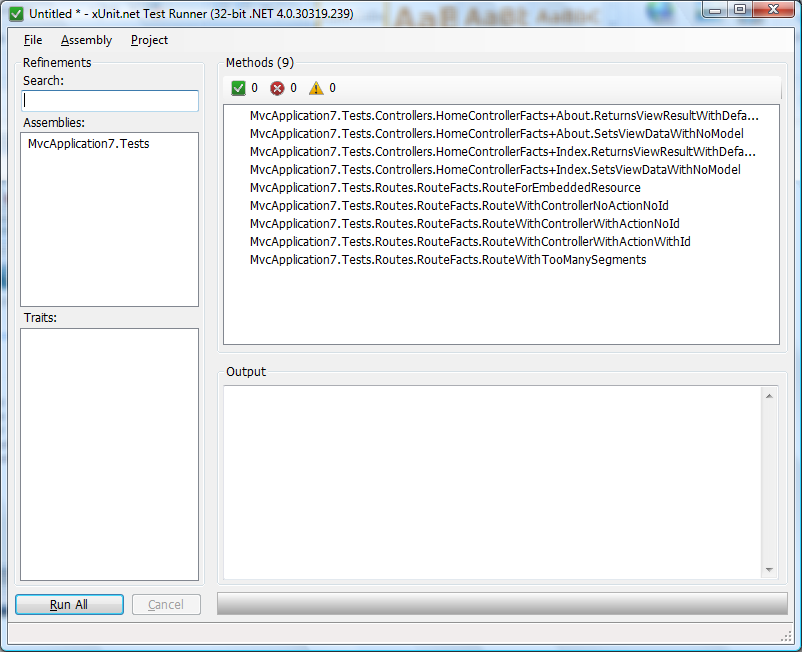 Untitled * - xUnit.net Test Runner (32-bit .NET 4.0.30319.239)
File Assembly Project
Refinements
Search:
Assemblies:
MvcApplication7.Tests
Traits:
Methods (9)
0 0 0
MvcApplication7.Tests.Controllers.HomeControllerFacts+About.ReturnsViewResultWithDefa...
MvcApplication7.Tests.Controllers.HomeControllerFacts+About.SetsViewDataWithNoModel
MvcApplication7.Tests.Controllers.HomeControllerFacts+Index.ReturnsViewResultWithDefa...
MvcApplication7.Tests.Controllers.HomeControllerFacts+Index.SetsViewDataWithNoModel
MvcApplication7.Tests.Routes.RouteFacts.RouteForEmbeddedResource
MvcApplication7.Tests.Routes.RouteFacts.RouteWithControllerNoActionNoId
MvcApplication7.Tests.Routes.RouteFacts.RouteWithControllerWithActionNoId
MvcApplication7.Tests.Routes.RouteFacts.RouteWithControllerWithActionWithId
MvcApplication7.Tests.Routes.RouteFacts.RouteWithTooManySegments
Output
Run All Cancel